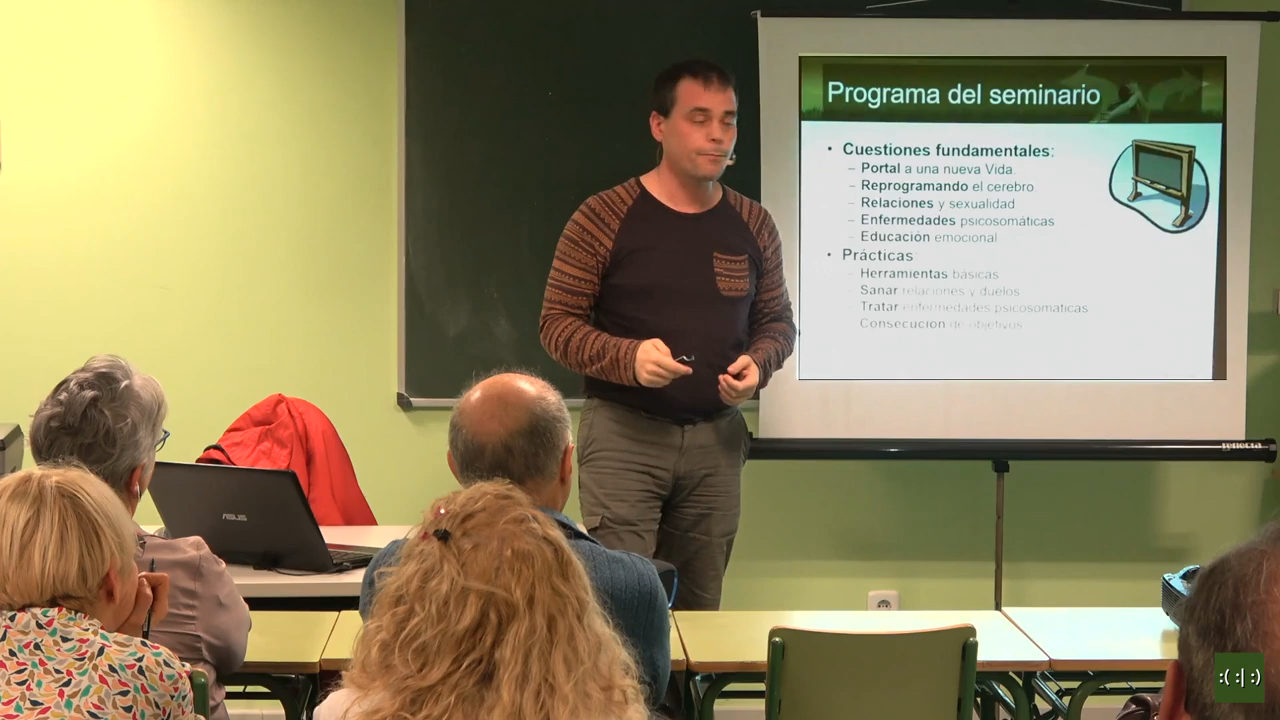 Programa del seminario
• Cuestiones fundamentales:
– Portal a una nueva Vida.
– Reprogramando el cerebro
– Relaciones y sexualidad
– Enfermedades psicosomáticas
– Educación emocional
• Prácticas:
– Herramientas básicas
Sanar relaciones y duelos
Tratar enfermedades psicosomáticas
Consecución de objetivos
reflecta
ASUS
:( :| :)